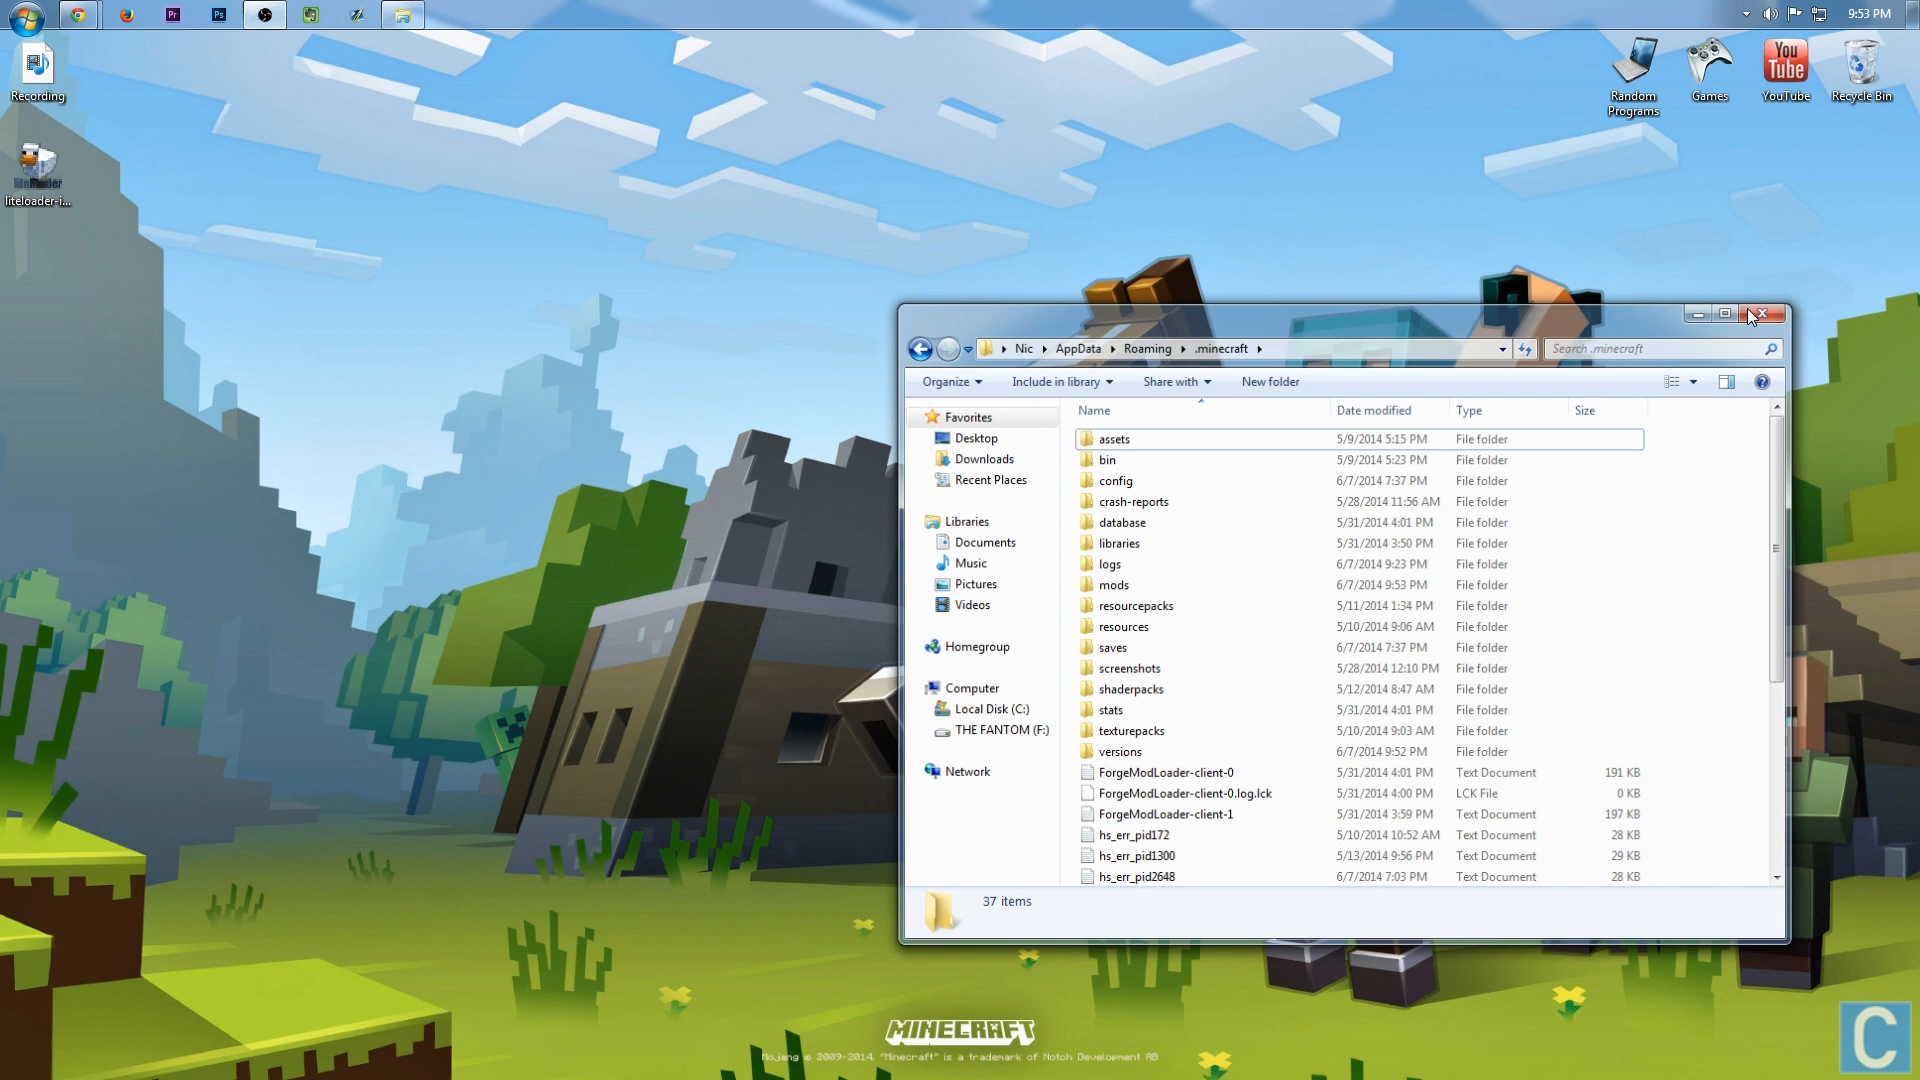 Pr
Ps
9:53 PM
Recording
liteloader-i...
Random Programs
Games
You Tube
YouTube
Recycle Bin
Nic
AppData
Roaming
.minecraft
Search .minecraft
Organize
Include in library
Share with
New folder
Name Date modified Type Size
Favorites
Desktop
Downloads
Recent Places
Libraries
Documents
Music
Pictures
Videos
Homegroup
Computer
Local Disk (C:)
THE FANTOM (F:)
Network
assets 5/9/2014 5:15 PM File folder
bin 5/9/2014 5:23 PM File folder
config 6/7/2014 7:37 PM File folder
crash-reports 5/28/2014 11:56 AM File folder
database 5/31/2014 4:01 PM File folder
libraries 5/31/2014 3:50 PM File folder
logs 6/7/2014 9:23 PM File folder
mods 6/7/2014 9:53 PM File folder
resourcepacks 5/11/2014 1:34 PM File folder
resources 5/10/2014 9:06 AM File folder
saves 6/7/2014 7:37 PM File folder
screenshots 5/28/2014 12:10 PM File folder
shaderpacks 5/12/2014 8:47 AM File folder
stats 5/31/2014 4:01 PM File folder
texturepacks 5/10/2014 9:03 AM File folder
versions 6/7/2014 9:52 PM File folder
ForgeModLoader-client-0 5/31/2014 4:01 PM Text Document 191 KB
ForgeModLoader-client-0.log.lck 5/31/2014 4:00 PM LCK File 0 KB
ForgeModLoader-client-1 5/31/2014 3:59 PM Text Document 197 KB
hs_err_pid172 5/10/2014 10:52 AM Text Document 28 KB
hs_err_pid1300 5/13/2014 9:56 PM Text Document 29 KB
hs_err_pid2648 6/7/2014 7:03 PM Text Document 28 KB
37 items
MINECRAFT
Mojang © 2009-2014. "Minecraft" is a trademark of Notch Development AB
C